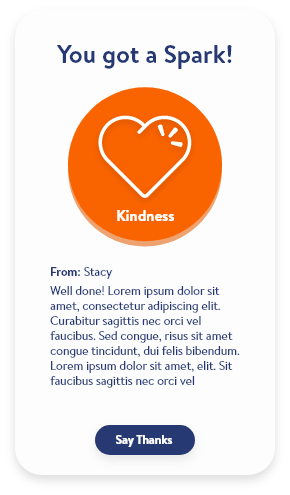 You got a Spark!
Kindness
From: Stacy
Well done! Lorem ipsum dolor sit
amet, consectetur adipiscing elit.
Curabitur sagittis nec orci vel
faucibus. Sed congue, risus sit amet
congue tincidunt, dui felis bibendum.
Lorem ipsum dolor sit amet, elit. Sit
faucibus sagittis nec orci vel
Say Thanks